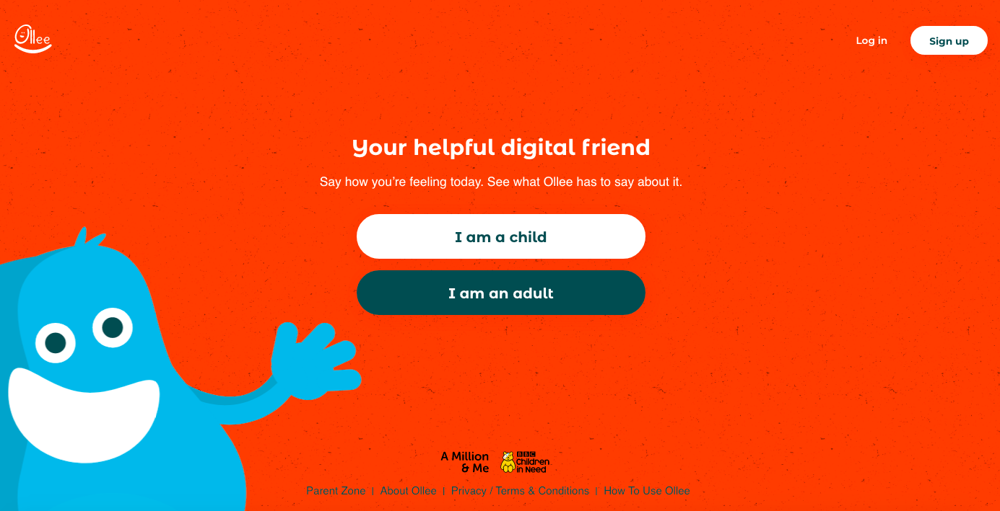 Ollee
Log in
Sign up
Your helpful digital friend
Say how you’re feeling today. See what Ollee has to say about it.
I am a child
I am an adult
A Million
& Me
BBC
Children
in Need
Parent Zone | About Ollee | Privacy / Terms & Conditions | How To Use Ollee